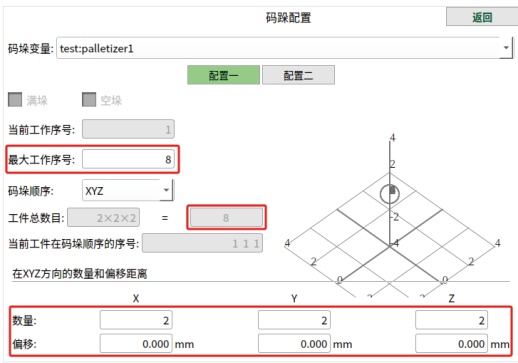 码跺配置
返回
码垛变量: test:palletizer1
配置一 配置二
满垛 空垛
当前工作序号: 1
最大工作序号: 8
码垛顺序: XYZ
工件总数目: 2×2×2 = 8
当前工件在码垛顺序的序号: 1 1 1
在XYZ方向的数量和偏移距离
4
2
-2
-4
4
2
0
4
2
0
X Y Z
数量: 2 2 2
偏移: 0.000 mm 0.000 mm 0.000 mm